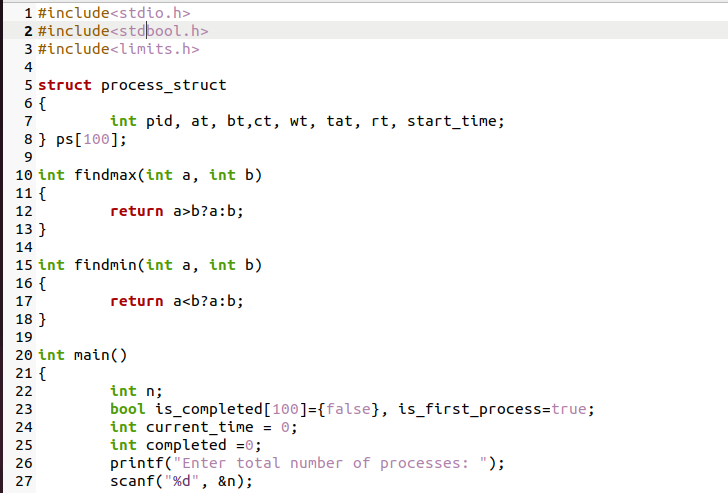 1 #include<stdio.h>
2 #include<stdbool.h>
3 #include<limits.h>
4
5 struct process_struct
6 {
7         int pid, at, bt,ct, wt, tat, rt, start_time;
8 } ps[100];
9
10 int findmax(int a, int b)
11 {
12         return a>b?a:b;
13 }
14
15 int findmin(int a, int b)
16 {
17         return a<b?a:b;
18 }
19
20 int main()
21 {
22         int n;
23         bool is_completed[100]={false}, is_first_process=true;
24         int current_time = 0;
25         int completed =0;
26         printf("Enter total number of processes: ");
27         scanf("%d", &n);